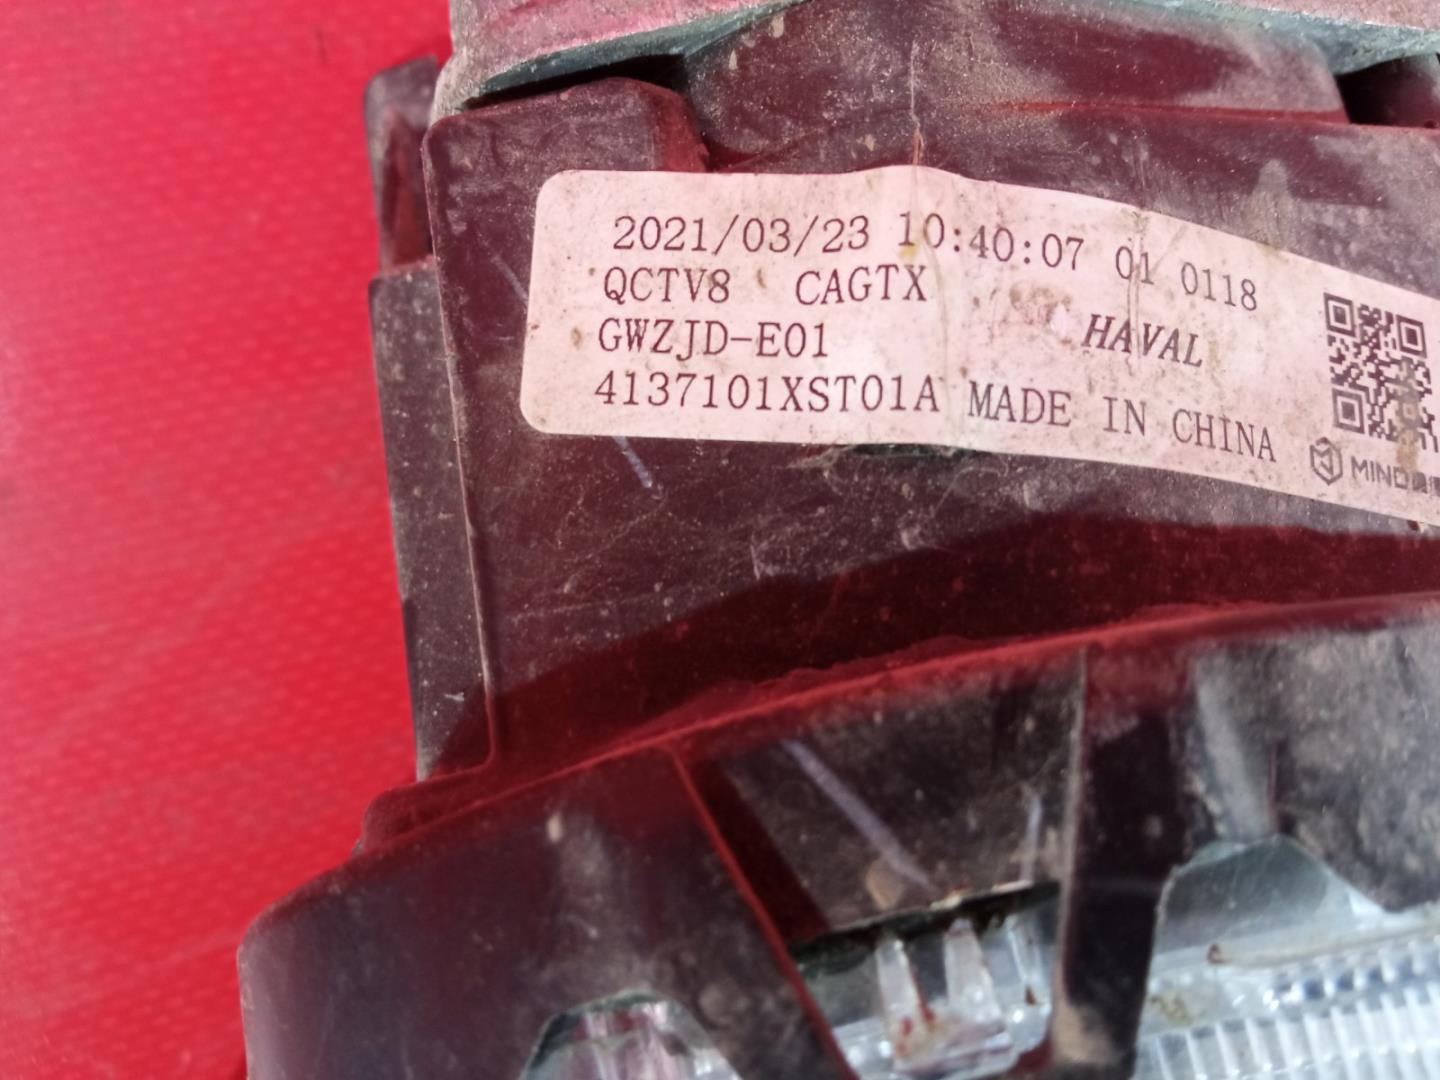 2021/03/23 10:40:07 01 0118
QCTV8 CAGTX
GWZJD-E01 HAVAL
4137101XST01A MADE IN CHINA
MIND